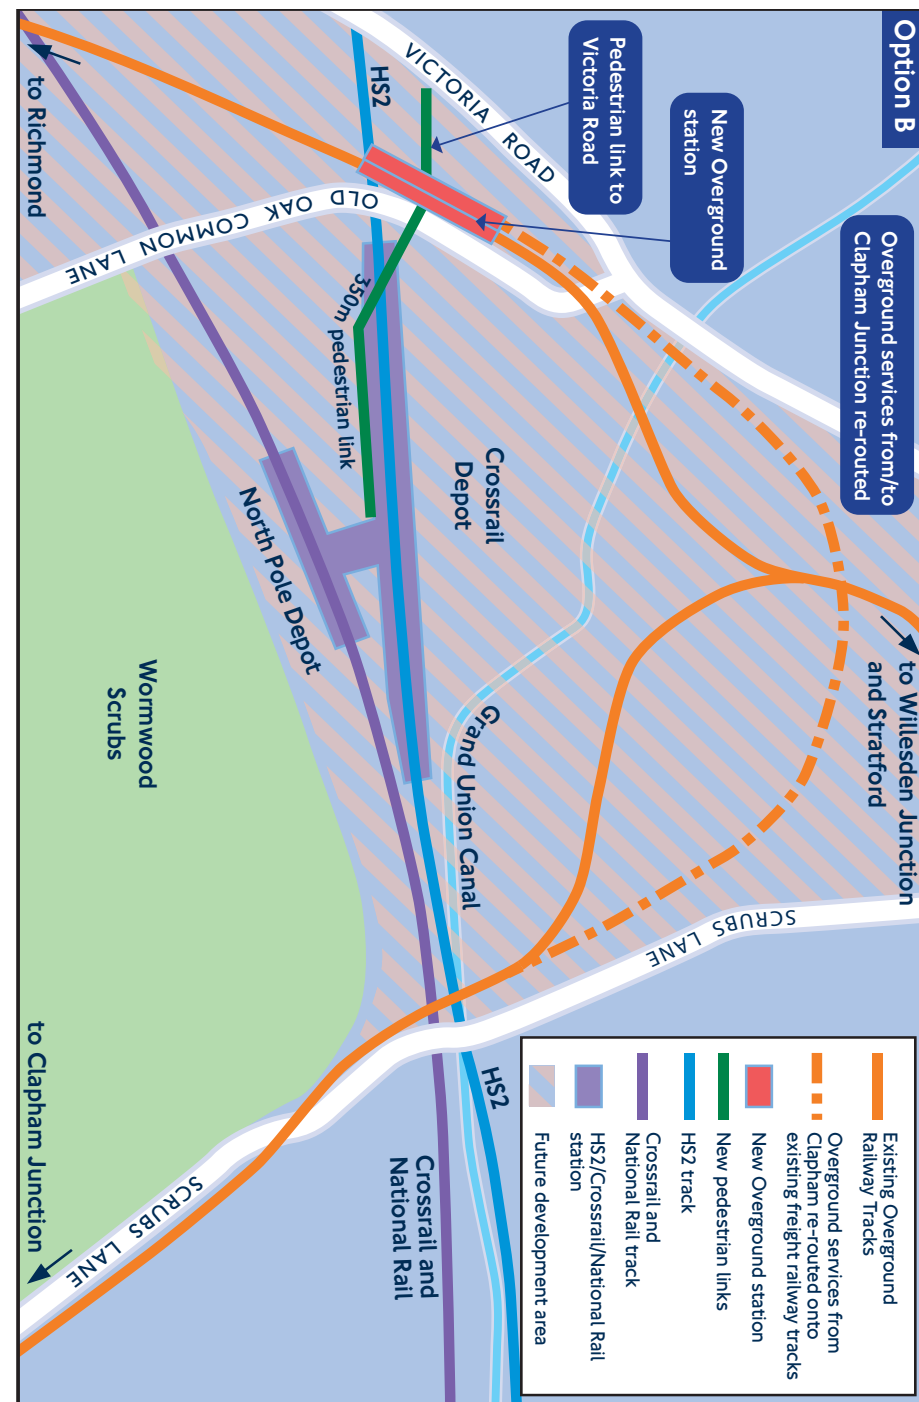 Option B
Overground services from/to
Clapham Junction re-routed
to Willesden Junction
and Stratford
New Overground
station
Pedestrian link to
Victoria Road
VICTORIA ROAD
HS2
OLD OAK COMMON LANE
to Richmond
350m pedestrian link
Crossrail
Depot
North Pole Depot
Grand Union Canal
Wormwood
Scrubs
SCRUBS LANE
HS2
Crossrail and
National Rail
SCRUBS LANE
to Clapham Junction
Existing Overground
Railway Tracks
Overground services from
Clapham re-routed onto
existing freight railway tracks
New Overground station
New pedestrian links
HS2 track
Crossrail and
National Rail track
HS2/Crossrail/National Rail
station
Future development area